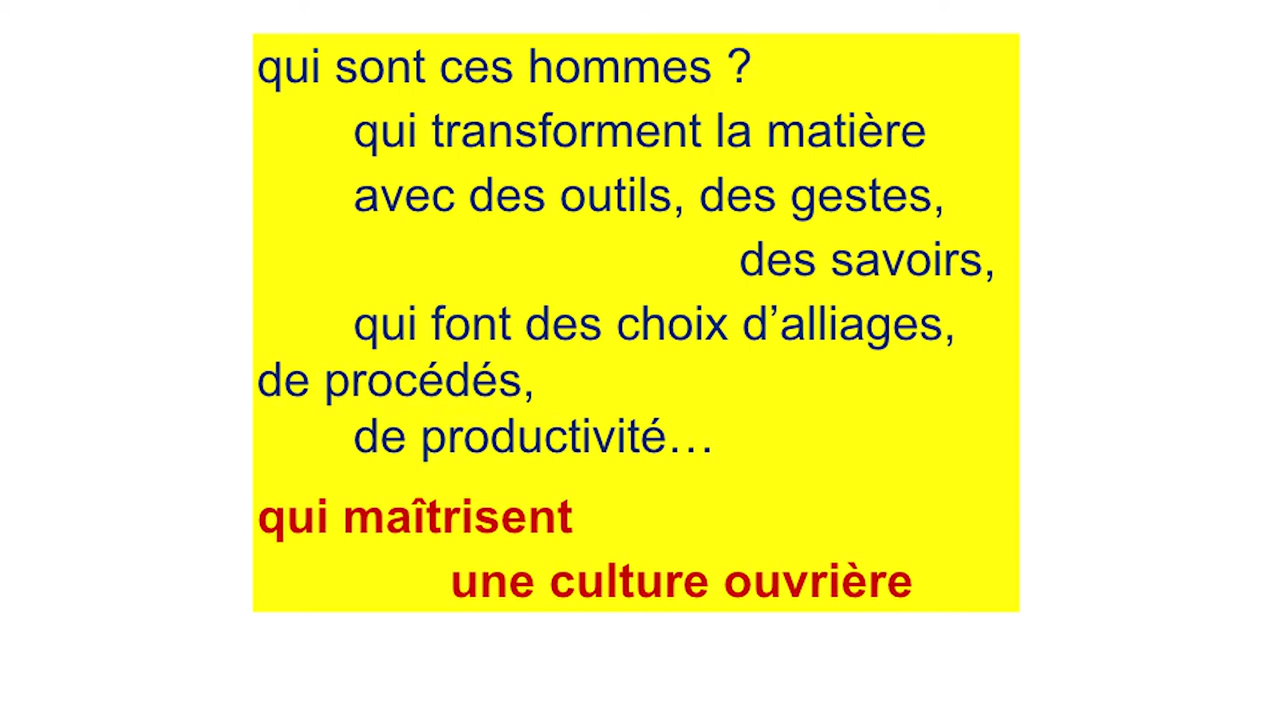 qui sont ces hommes ?
qui transforment la matière
avec des outils, des gestes,
des savoirs,
qui font des choix d’alliages,
de procédés,
de productivité…
qui maîtrisent
une culture ouvrière